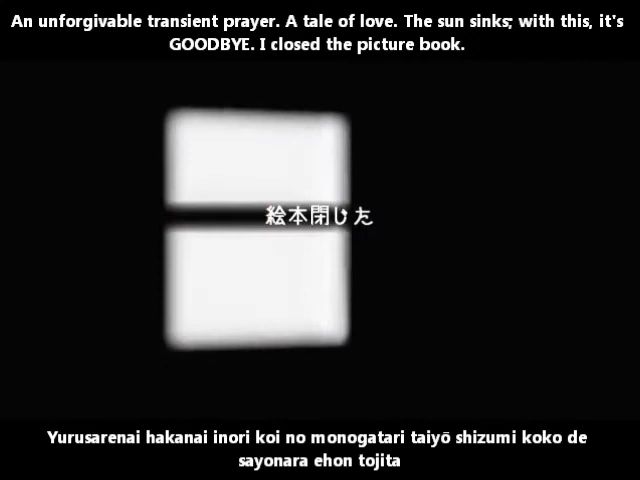 An unforgivable transient prayer. A tale of love. The sun sinks; with this, it's
GOODBYE. I closed the picture book.
絵本閉じた
Yurusarenai hakanai inori koi no monogatari taiyō shizumi koko de
sayonara ehon tojita